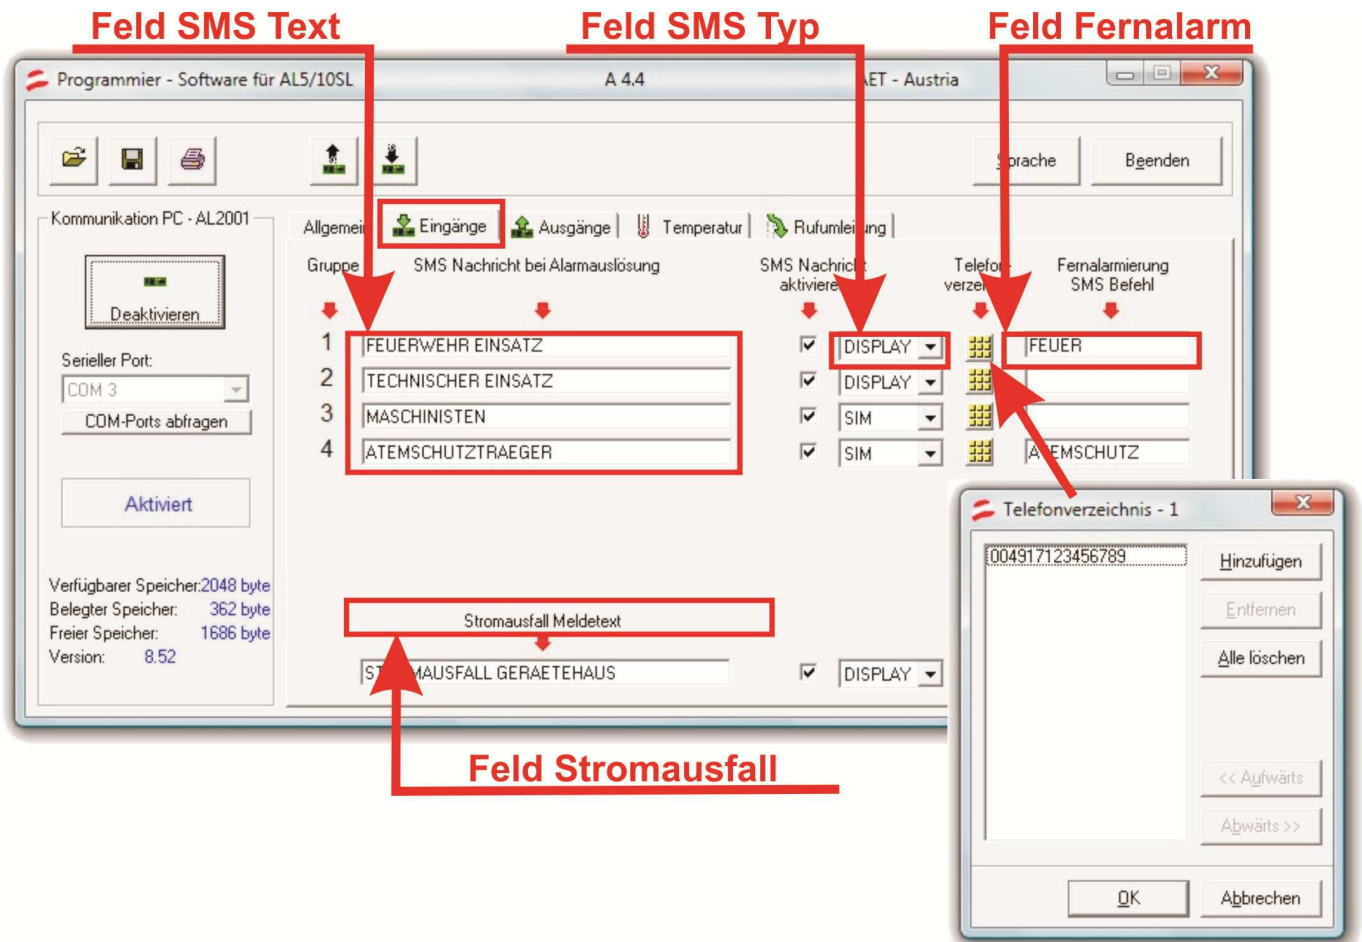 Feld SMS Text Feld SMS Typ Feld Fernalarm
Programmier - Software für AL5/10SL A 4.4 AET - Austria
Sprache Beenden
Kommunikation PC - AL2001
Deaktivieren
Serieller Port:
COM 3
COM-Ports abfragen
Aktiviert
Verfügbarer Speicher:2048 byte
Belegter Speicher: 362 byte
Freier Speicher: 1686 byte
Version: 8.52
Eingänge Ausgänge Temperatur
Gruppe SMS Nachricht bei Alarmauslösung SMS Nachricht Fernalarmierung
SMS Befehl
1 FEUERWEHR EINSATZ DISPLAY FEUER
2 TECHNISCHER EINSATZ DISPLAY
3 MASCHINISTEN SIM
4 ATEMSCHUTZTRAEGER SIM ATEMSCHUTZ
Stromausfall Meldetext
GERAETEHAUS DISPLAY
Feld Stromausfall
Telefonverzeichnis - 1
004917123456789
Hinzufügen
Entfernen
Alle löschen
<< Aufwärts
Abwärts >>
OK Abbrechen